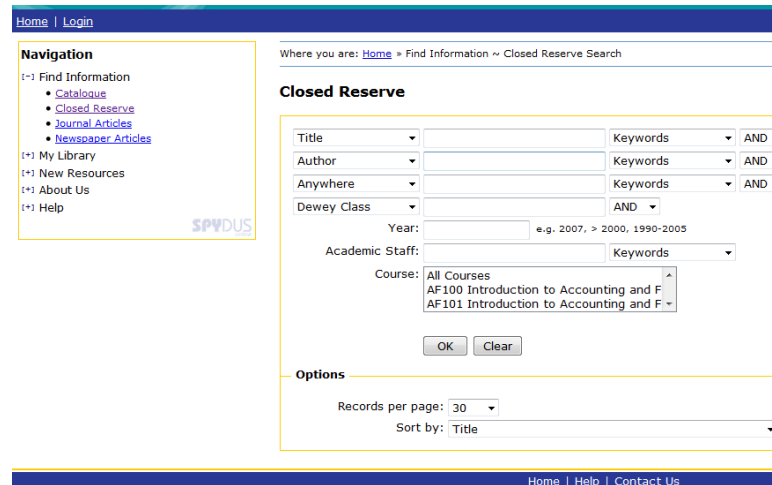 Home | Login
Navigation
[-] Find Information
• Catalogue
• Closed Reserve
• Journal Articles
• Newspaper Articles
[+] My Library
[+] New Resources
[+] About Us
[+] Help
SPYDUS
Where you are: Home » Find Information ~ Closed Reserve Search
Closed Reserve
Title Keywords AND
Author Keywords AND
Anywhere Keywords AND
Dewey Class AND
Year: e.g. 2007, > 2000, 1990-2005
Academic Staff: Keywords
Course: All Courses
AF100 Introduction to Accounting and F
AF101 Introduction to Accounting and F
OK Clear
Options
Records per page: 30
Sort by: Title
Home | Help | Contact Us